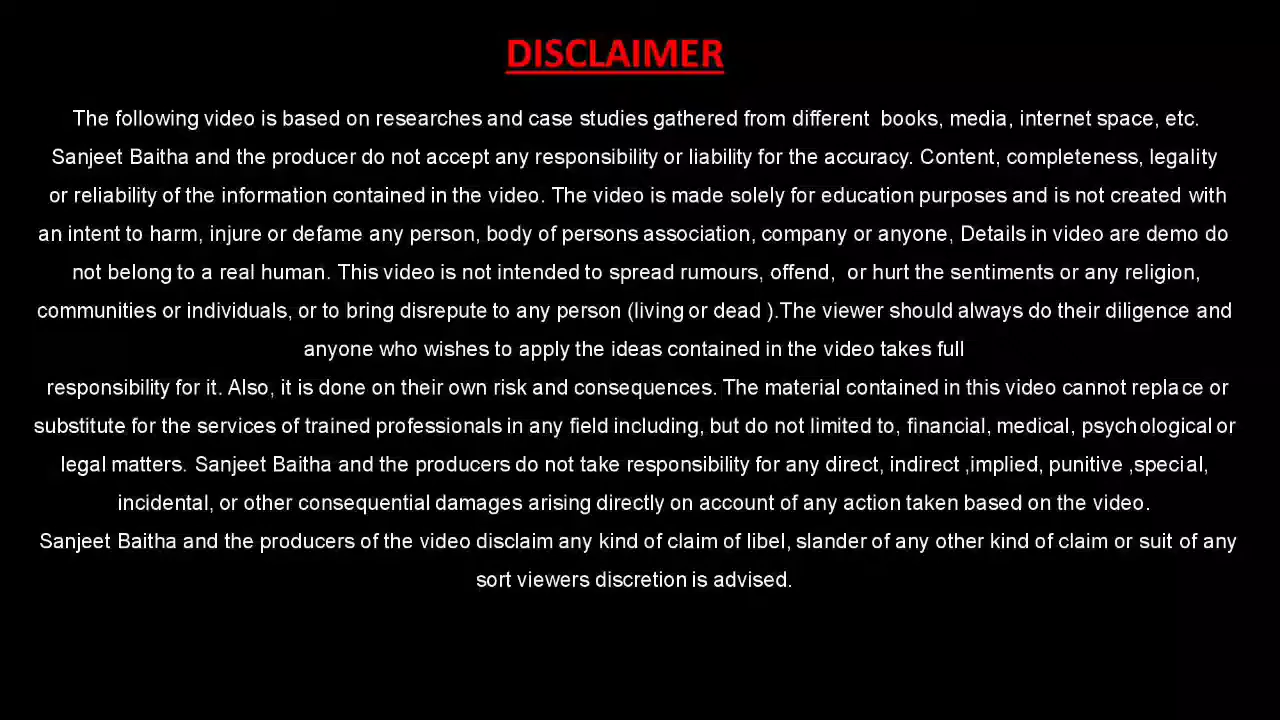 DISCLAIMER
The following video is based on researches and case studies gathered from different books, media, internet space, etc.
Sanjeet Baitha and the producer do not accept any responsibility or liability for the accuracy. Content, completeness, legality
or reliability of the information contained in the video. The video is made solely for education purposes and is not created with
an intent to harm, injure or defame any person, body of persons association, company or anyone, Details in video are demo do
not belong to a real human. This video is not intended to spread rumours, offend, or hurt the sentiments or any religion,
communities or individuals, or to bring disrepute to any person (living or dead ).The viewer should always do their diligence and
anyone who wishes to apply the ideas contained in the video takes full
responsibility for it. Also, it is done on their own risk and consequences. The material contained in this video cannot replace or
substitute for the services of trained professionals in any field including, but do not limited to, financial, medical, psychological or
legal matters. Sanjeet Baitha and the producers do not take responsibility for any direct, indirect ,implied, punitive ,special,
incidental, or other consequential damages arising directly on account of any action taken based on the video.
Sanjeet Baitha and the producers of the video disclaim any kind of claim of libel, slander of any other kind of claim or suit of any
sort viewers discretion is advised.